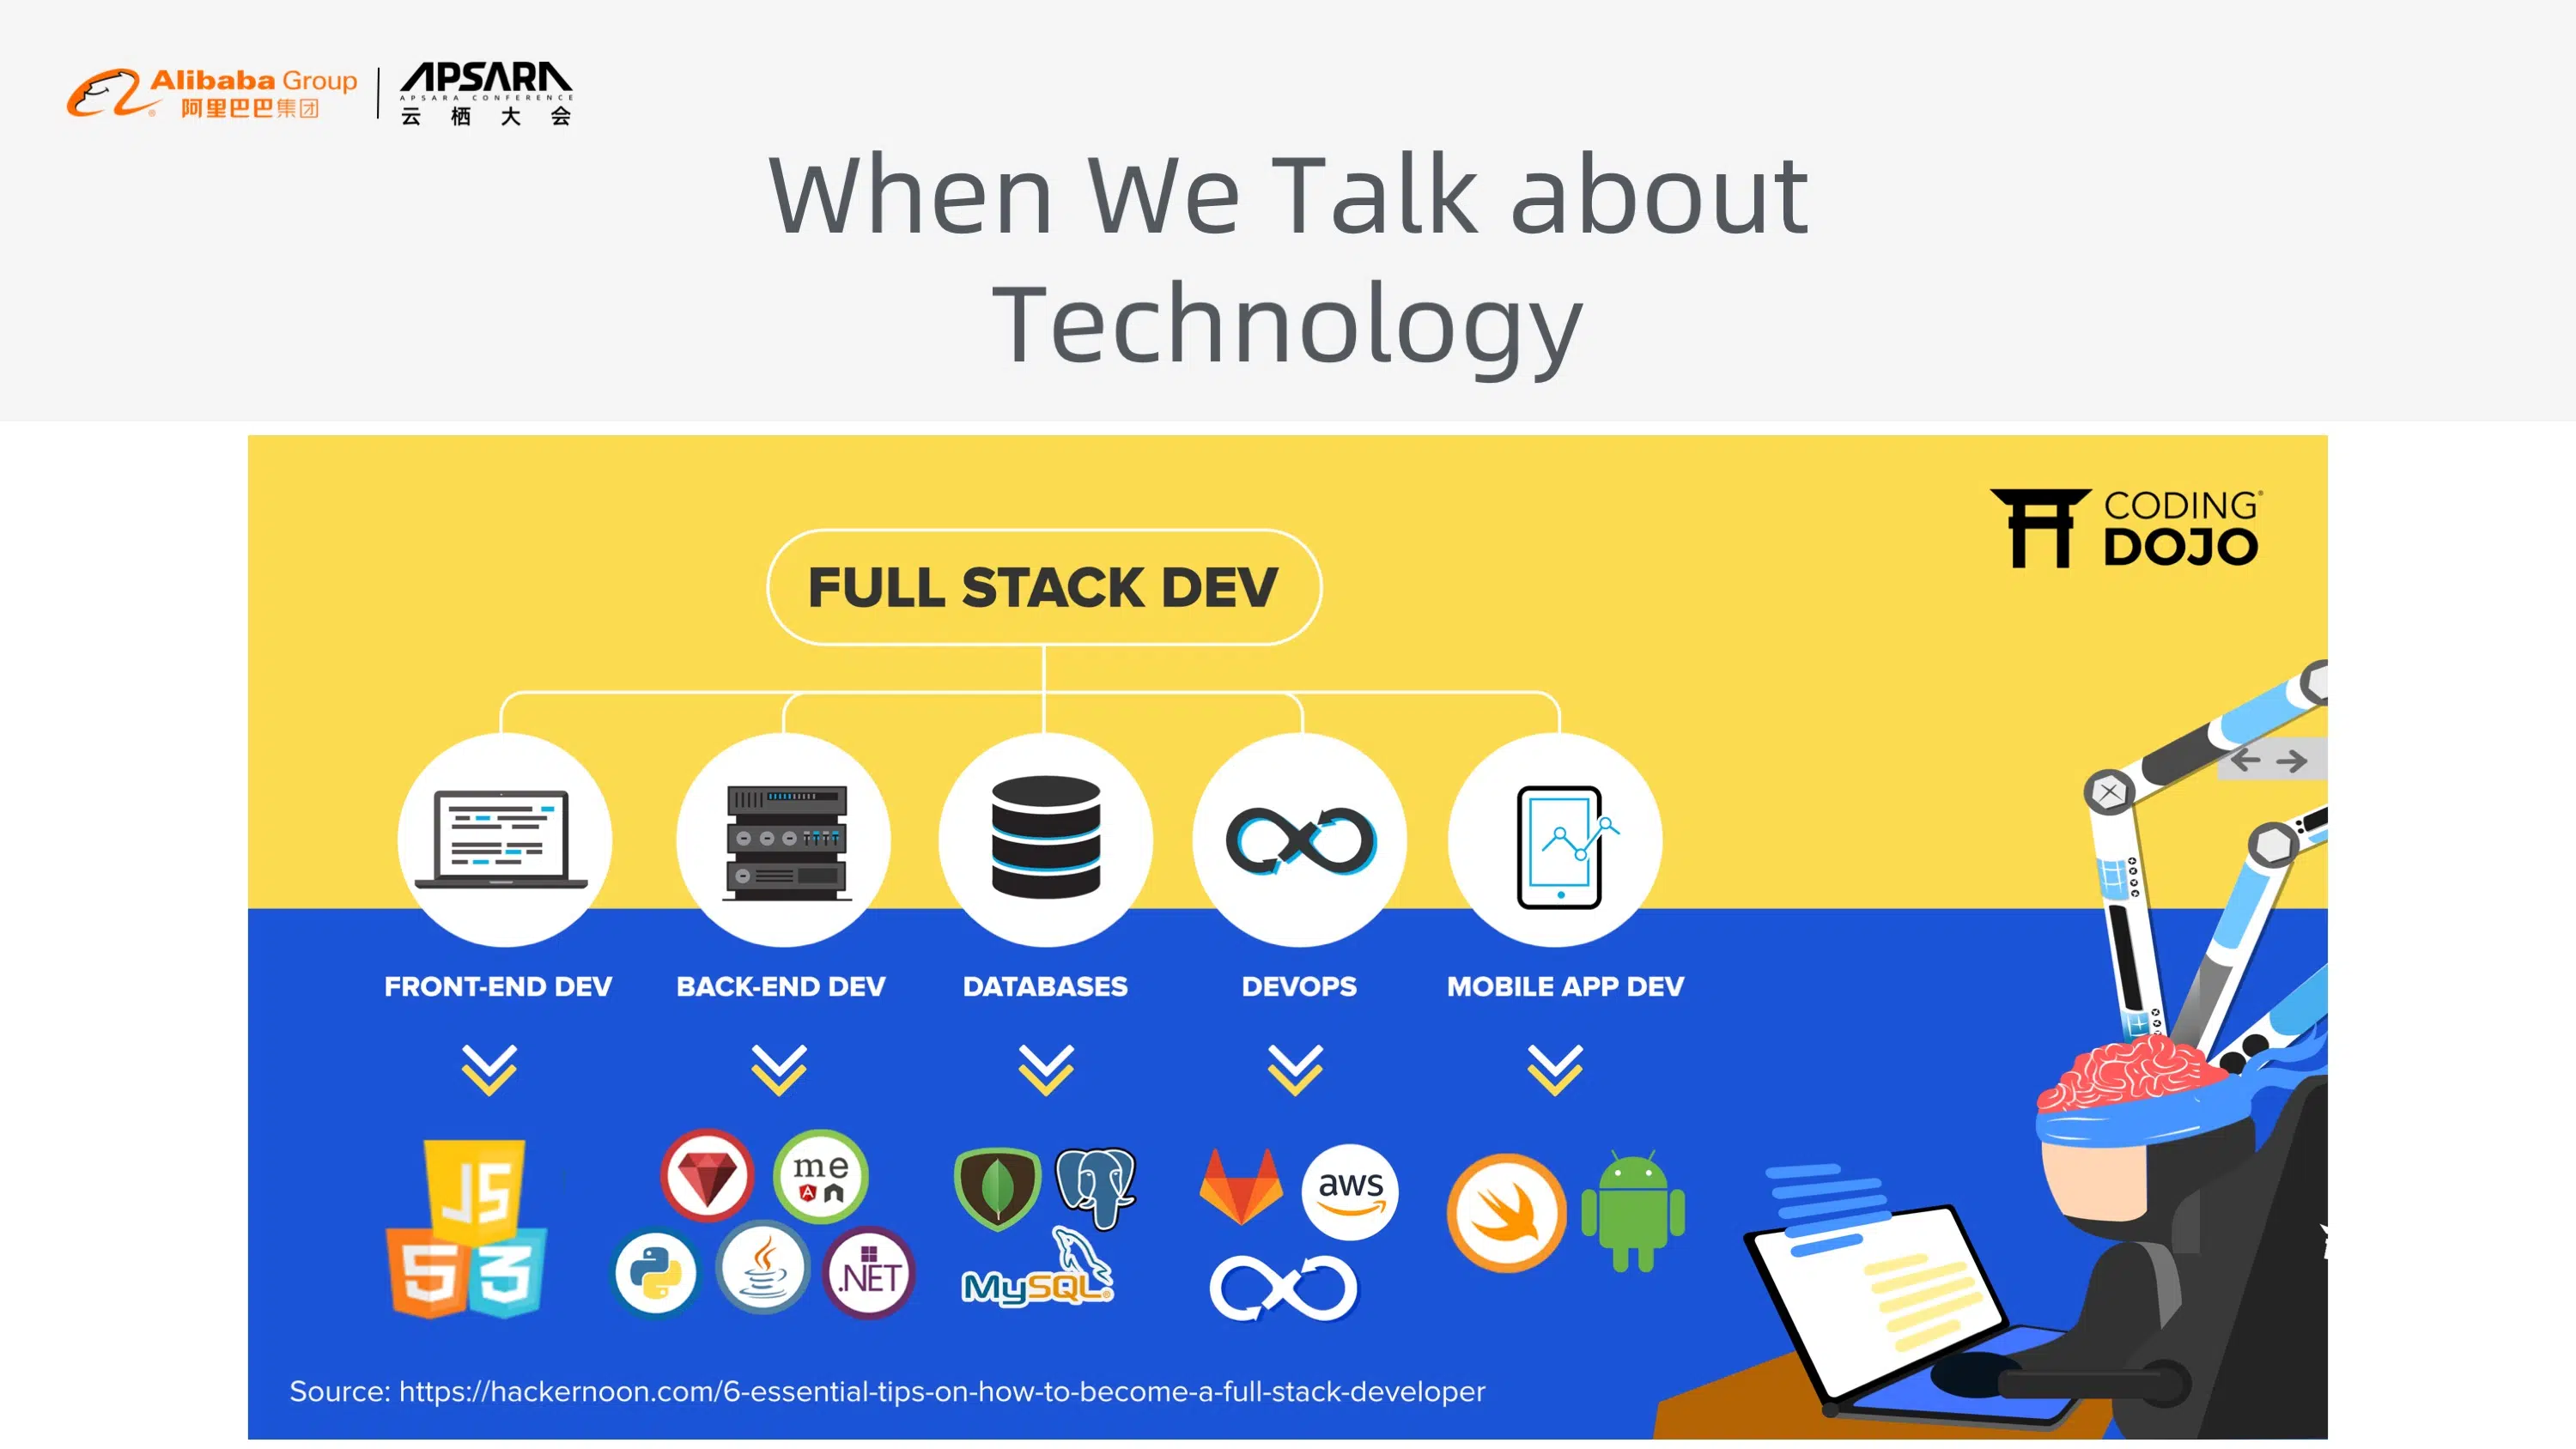 Alibaba Group
阿里巴巴集团
APSARA
APSARA CONFERENCE
云栖大会
When We Talk about
Technology
CODING
DOJO
FULL STACK DEV
FRONT-END DEV
BACK-END DEV
DATABASES
DEVOPS
MOBILE APP DEV
JS
5
3
me
A
.NET
MySQL
aws
Source: https://hackernoon.com/6-essential-tips-on-how-to-become-a-full-stack-developer